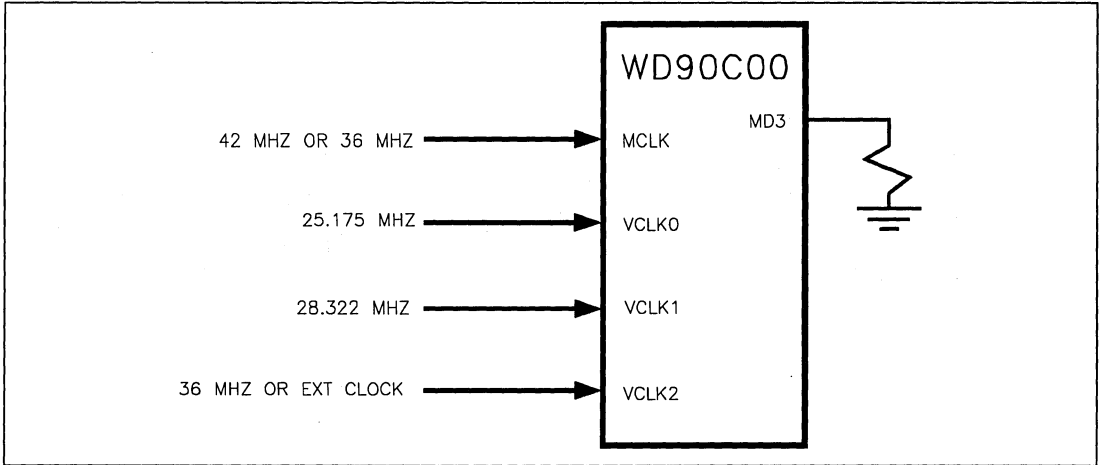 WD90C00
MD3
42 MHZ OR 36 MHZ
MCLK
25.175 MHZ
VCLK0
28.322 MHZ
VCLK1
36 MHZ OR EXT CLOCK
VCLK2